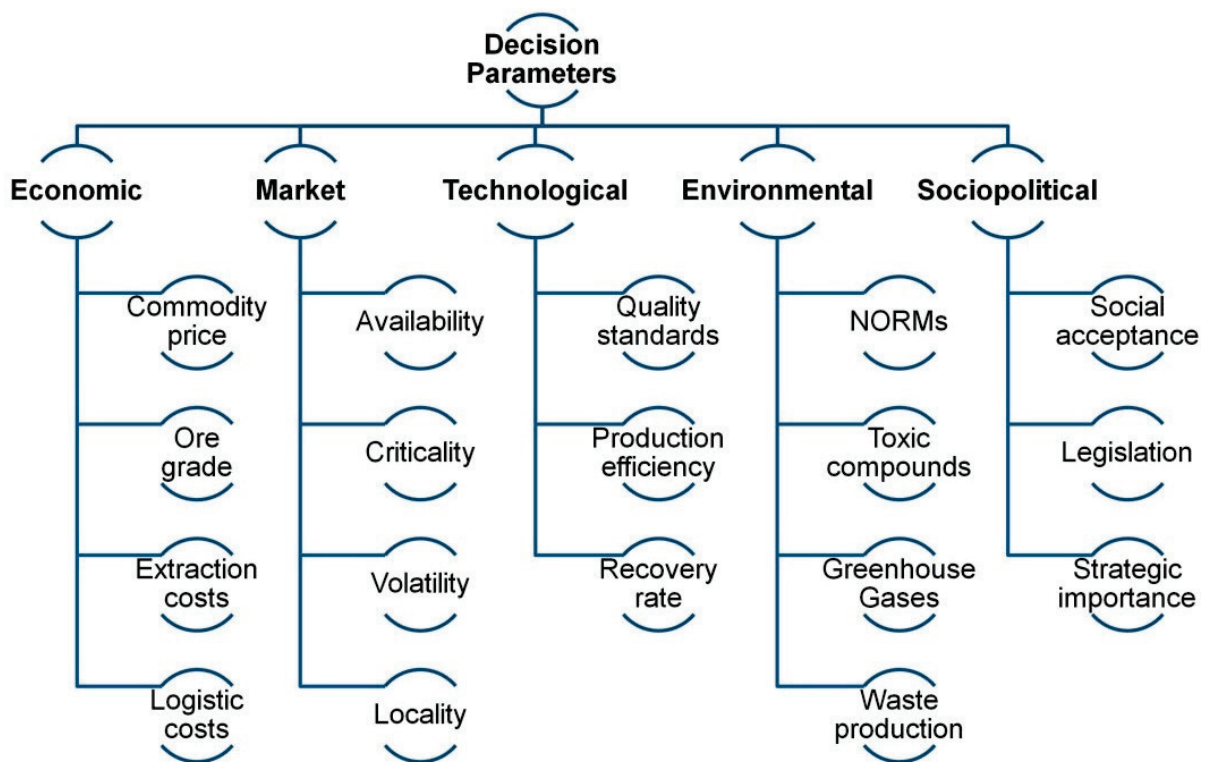 Decision
Parameters
Economic
Market
Technological
Environmental
Sociopolitical
Commodity
price
Availability
Quality
standards
NORMs
Social
acceptance
Ore
grade
Criticality
Production
efficiency
Toxic
compounds
Legislation
Extraction
costs
Volatility
Recovery
rate
Greenhouse
Gases
Strategic
importance
Logistic
costs
Locality
Waste
production